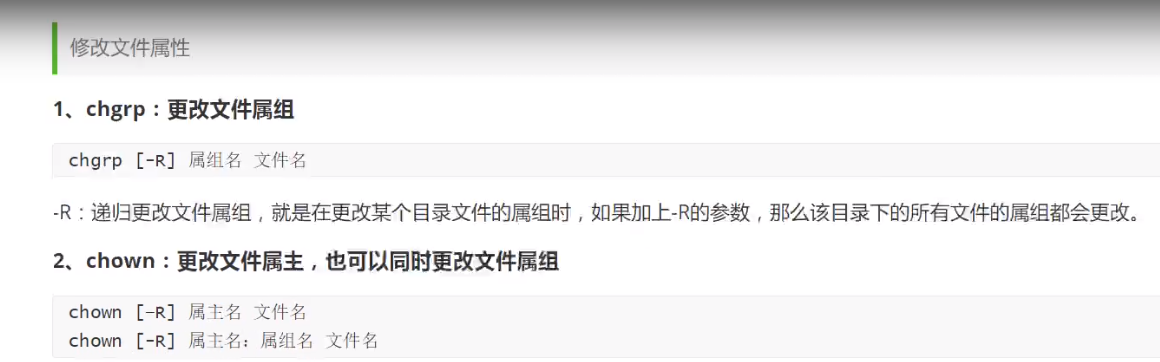 修改文件属性
1、chgrp：更改文件属组
chgrp [-R] 属组名 文件名
-R：递归更改文件属组，就是在更改某个目录文件的属组时，如果加上-R的参数，那么该目录下的所有文件的属组都会更改。
2、chown：更改文件属主，也可以同时更改文件属组
chown [–R] 属主名 文件名
chown [-R] 属主名：属组名 文件名